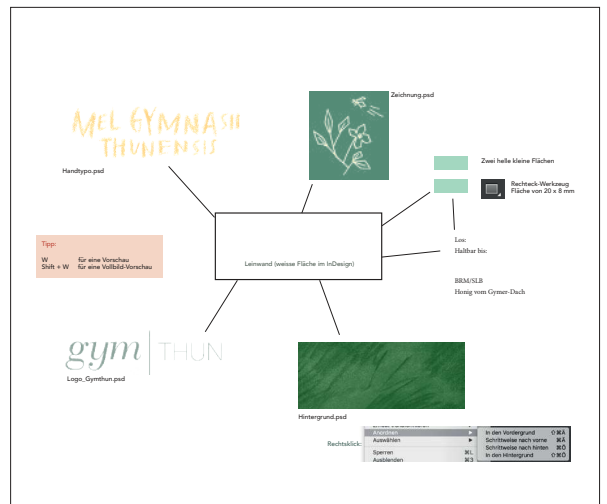 Zeichnung.psd
MEL GYMNASII
THUNENSIS
Handtypo.psd
Zwei helle kleine Flächen
Rechteck-Werkzeug
Fläche von 20 x 8 mm
Tipp:
W für eine Vorschau
Shift + W für eine Vollbild-Vorschau
Los:
Haltbar bis:
Leinwand (weisse Fläche im InDesign)
BRM/SLB
Honig vom Gymer-Dach
gym THUN
Logo_Gymthun.psd
Hintergrund.psd
Rechtsklick:
Anordnen
Auswählen
Sperren ⌘L
Ausblenden ⌘3
In den Vordergrund ⇧⌘Ä
Schrittweise nach vorne ⌘Ä
Schrittweise nach hinten ⌘Ö
In den Hintergrund ⇧⌘Ö